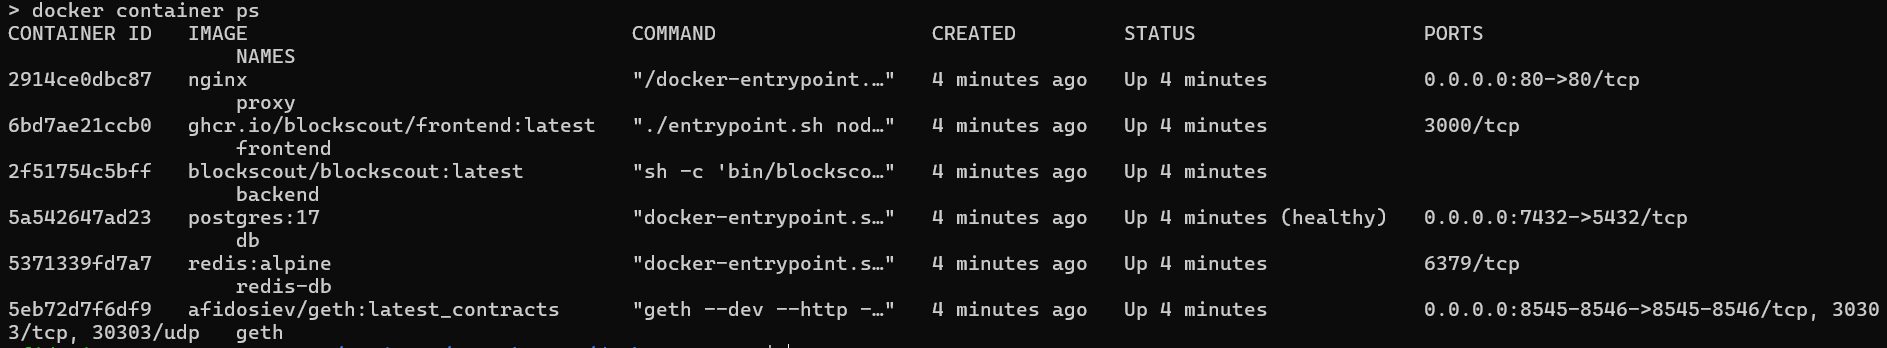 > docker container ps
CONTAINER ID   IMAGE                                COMMAND                  CREATED         STATUS                   PORTS
                   NAMES
2914ce0dbc87   nginx                                "/docker-entrypoint.…"   4 minutes ago   Up 4 minutes             0.0.0.0:80->80/tcp
                   proxy
6bd7ae21ccb0   ghcr.io/blockscout/frontend:latest   "./entrypoint.sh nod…"   4 minutes ago   Up 4 minutes             3000/tcp
                   frontend
2f51754c5bff   blockscout/blockscout:latest         "sh -c 'bin/blocksco…"   4 minutes ago   Up 4 minutes
                   backend
5a542647ad23   postgres:17                          "docker-entrypoint.s…"   4 minutes ago   Up 4 minutes (healthy)   0.0.0.0:7432->5432/tcp
                   db
5371339fd7a7   redis:alpine                         "docker-entrypoint.s…"   4 minutes ago   Up 4 minutes             6379/tcp
                   redis-db
5eb72d7f6df9   afidosiev/geth:latest_contracts      "geth --dev --http -…"   4 minutes ago   Up 4 minutes             0.0.0.0:8545-8546->8545-8546/tcp, 3030
3/tcp, 30303/udp   geth